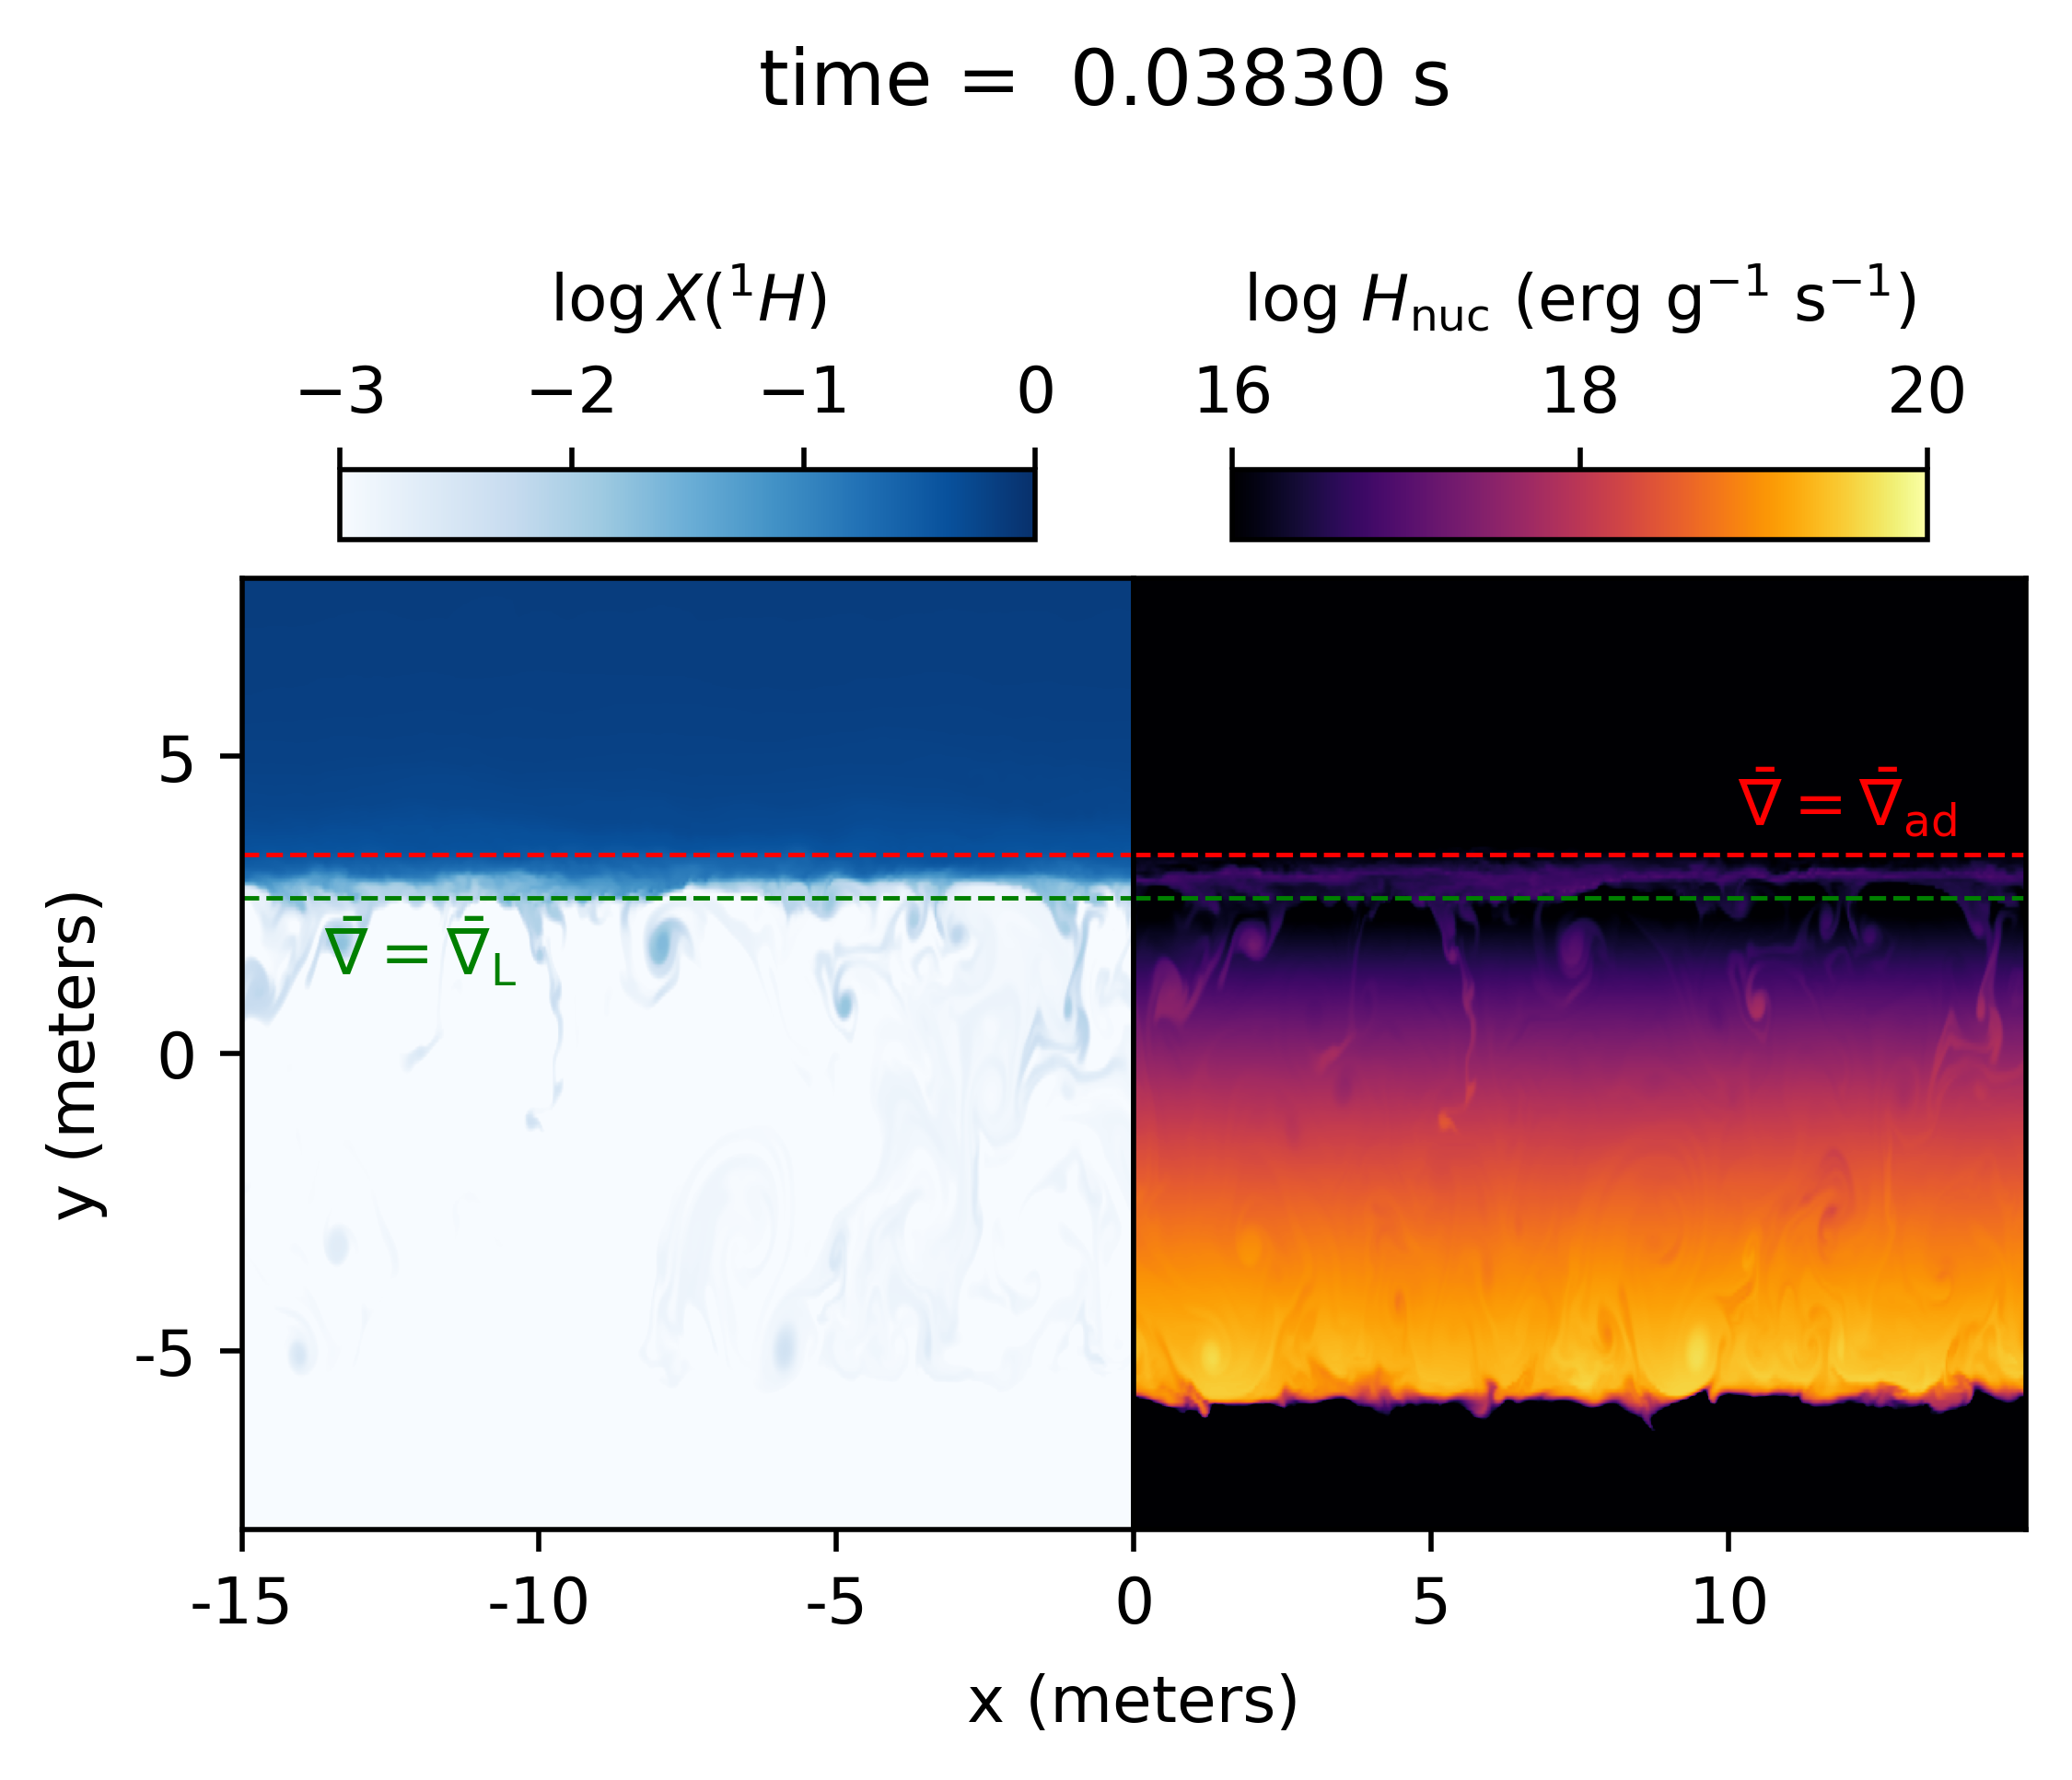 time = 0.03830 s
log X(¹H)
log H_nuc (erg g⁻¹ s⁻¹)
−3 −2 −1 0
16 18 20
5
0
-5
y (meters)
∇̄ = ∇̄_ad
∇̄ = ∇̄_L
-15 -10 -5 0 5 10
x (meters)